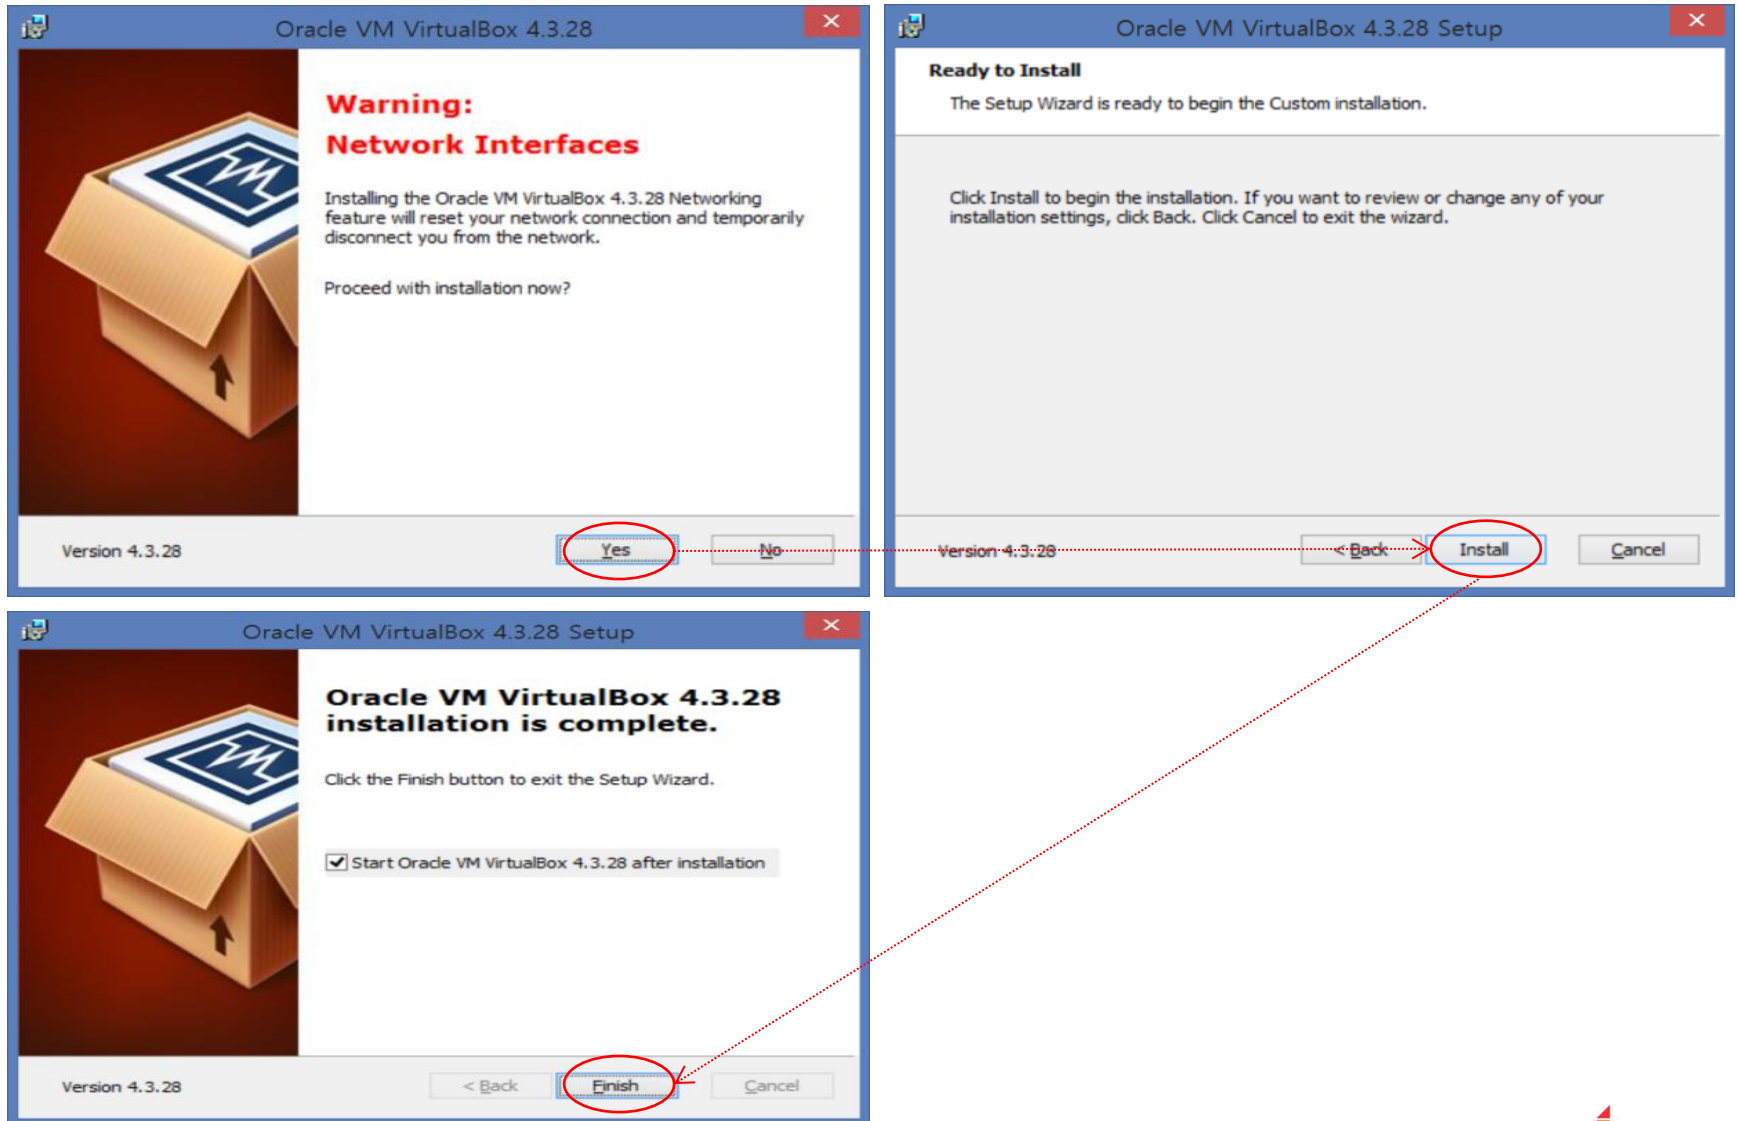 Oracle VM VirtualBox 4.3.28
Warning:
Network Interfaces
Installing the Oracle VM VirtualBox 4.3.28 Networking
feature will reset your network connection and temporarily
disconnect you from the network.
Proceed with installation now?
Version 4.3.28
Yes
No
Oracle VM VirtualBox 4.3.28 Setup
Ready to Install
The Setup Wizard is ready to begin the Custom installation.
Click Install to begin the installation. If you want to review or change any of your
installation settings, click Back. Click Cancel to exit the wizard.
Version 4.3.28
< Back
Install
Cancel
Oracle VM VirtualBox 4.3.28 Setup
Oracle VM VirtualBox 4.3.28
installation is complete.
Click the Finish button to exit the Setup Wizard.
Start Oracle VM VirtualBox 4.3.28 after installation
Version 4.3.28
< Back
Finish
Cancel